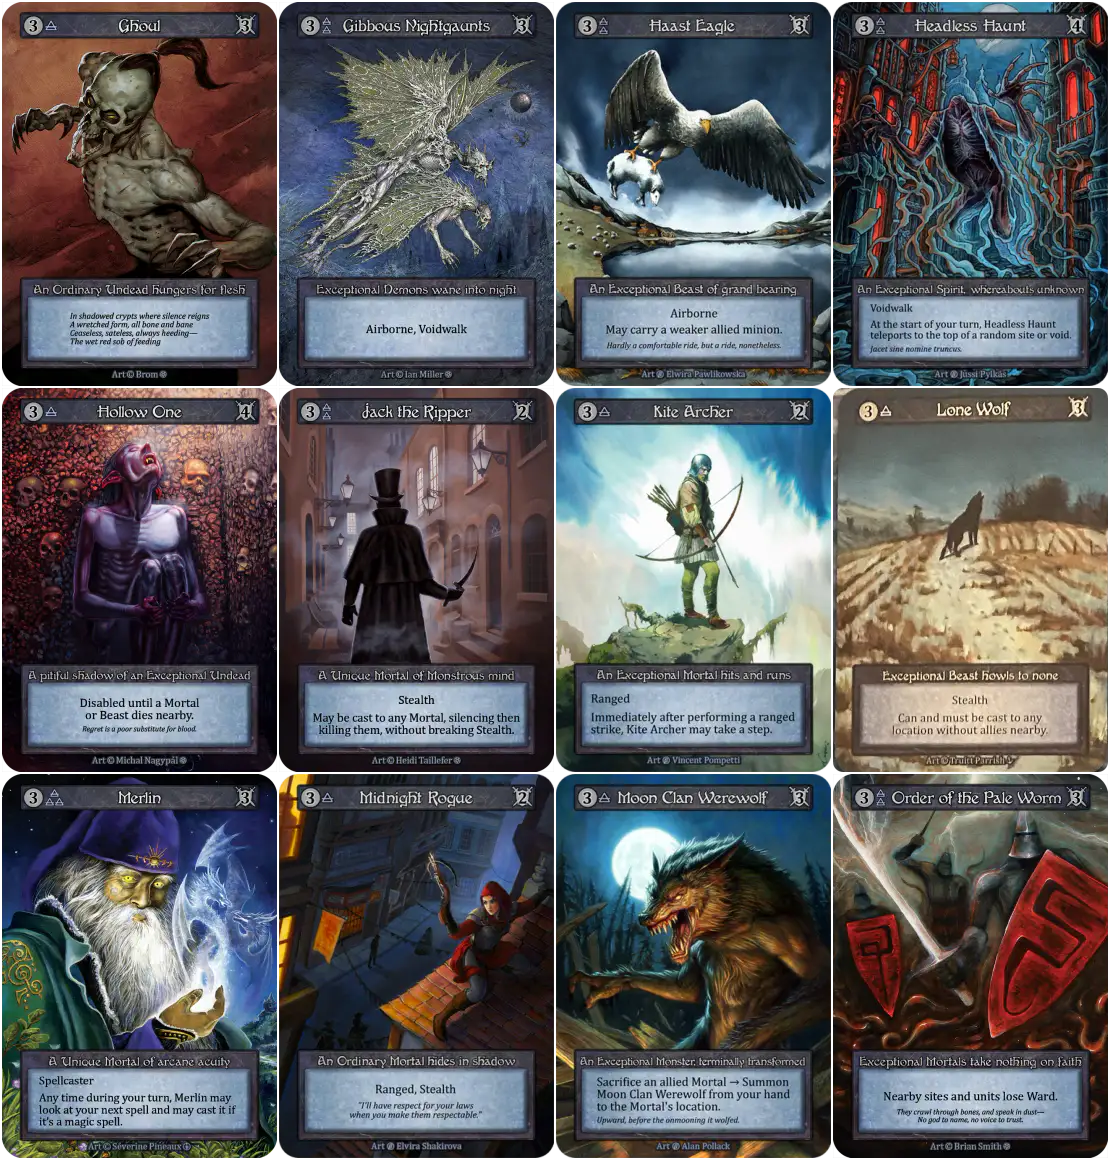 3 Ghoul 3
An Ordinary Undead hungers for flesh
In shadowed crypts where silence reigns
A wretched form, all bone and bane
Ceaseless, sateless, always heeding—
The wet red sob of feeding
Art © Brom
3 Gibbous Nightgaunts 3
Exceptional Demons wane into night
Airborne, Voidwalk
Art © Ian Miller
3 Haast Eagle 3
An Exceptional Beast of grand bearing
Airborne
May carry a weaker allied minion.
Hardly a comfortable ride, but a ride, nonetheless.
Art @ Elwira Pawlikowska
3 Headless Haunt 4
An Exceptional Spirit, whereabouts unknown
Voidwalk
At the start of your turn, Headless Haunt
teleports to the top of a random site or void.
Jacet sine nomine truncus.
Art @ Jussi Pylkäs
3 Hollow One 4
A pitiful shadow of an Exceptional Undead
Disabled until a Mortal
or Beast dies nearby.
Regret is a poor substitute for blood.
Art © Michal Nagypál
3 Jack the Ripper 2
A Unique Mortal of Monstrous mind
Stealth
May be cast to any Mortal, silencing then
killing them, without breaking Stealth.
Art © Heidi Taillefer
3 Kite Archer 2
An Exceptional Mortal hits and runs
Ranged
Immediately after performing a ranged
strike, Kite Archer may take a step.
Art @ Vincent Pompetti
3 Lone Wolf 3
Exceptional Beast howls to none
Stealth
Can and must be cast to any
location without allies nearby.
Art © Truitt Parrish
3 Merlin 3
A Unique Mortal of arcane acuity
Spellcaster
Any time during your turn, Merlin may
look at your next spell and may cast it if
it's a magic spell.
Art © Séverine Pineaux
3 Midnight Rogue 2
An Ordinary Mortal hides in shadow
Ranged, Stealth
"I'll have respect for your laws
when you make them respectable."
Art @ Elvira Shakirova
3 Moon Clan Werewolf 3
An Exceptional Monster, terminally transformed
Sacrifice an allied Mortal → Summon
Moon Clan Werewolf from your hand
to the Mortal's location.
Upward, before the onmooning it wolfed.
Art @ Alan Pollack
3 Order of the Pale Worm 3
Exceptional Mortals take nothing on faith
Nearby sites and units lose Ward.
They crawl through bones, and speak in dust—
No god to name, no voice to trust.
Art © Brian Smith